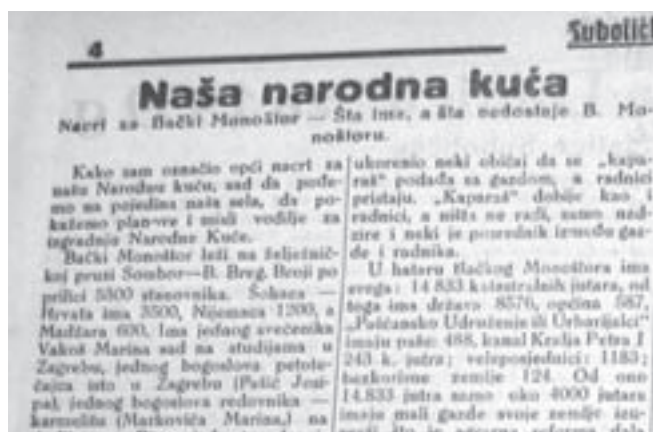 4
Subotičk
Naša narodna kuća
Nacrt za Bački Monoštor — Šta ima, a šta nedostaje B. Mo-
noštoru.
Kako sam označio opći nacrt za
našu Narodnu kuću, sad da pođe-
mo na pojedina naša sela, da po-
kažemo planove i misli vodilje za
izgradnju Narodne Kuće.
Bački Monoštor leži na željeznič-
koj pruzi Sombor—B. Breg. Broji po
prilici 5300 stanovnika. Šokaca —
Hrvata ima 3500, Nijemaca 1200, a
Madžara 600. Ima jednog svećenika
Vakoš Marina sad na studijama u
Zagrebu, jednog bogoslova petote-
čajca isto u Zagrebu (Pašić Josi-
pa), jednog bogoslova redovnika —
karmelitu (Markovića Marina,) na
ukorenio neki običaj da se „kapa-
raš" pogađa sa gazdom, a radnici
pristaju. „Kaparaš" dobije kao i
radnici, a ništa ne radi, samo nad-
zire i neki je posrednik između gaz-
de i radnika.
U hataru Bačkog Monoštora ima
svega: 14 833 katastralnih jutara, od
toga ima država 8576, općina 587,
„Pašćansko Udruženje ili Urbarijalci"
imaju paše: 488, kanal Kralja Petra I
243 k. jutra; veleposjednici: 1183;
bezkorisne zemlje 124. Od ono
14.833 jutra samo oko 4000 jutara
imaju mali gazde svoje zemlje izu-